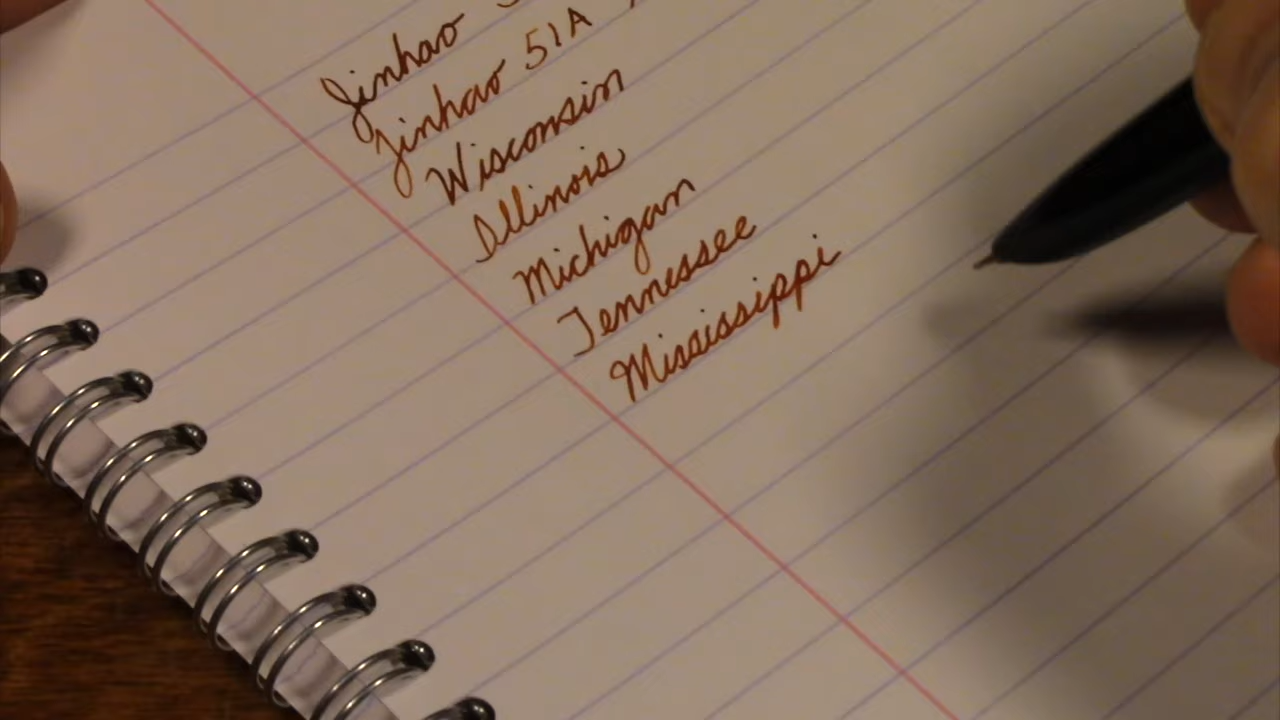 Jinhao
Jinhao 51A
Wisconsin
Illinois
Michigan
Tennessee
Mississippi